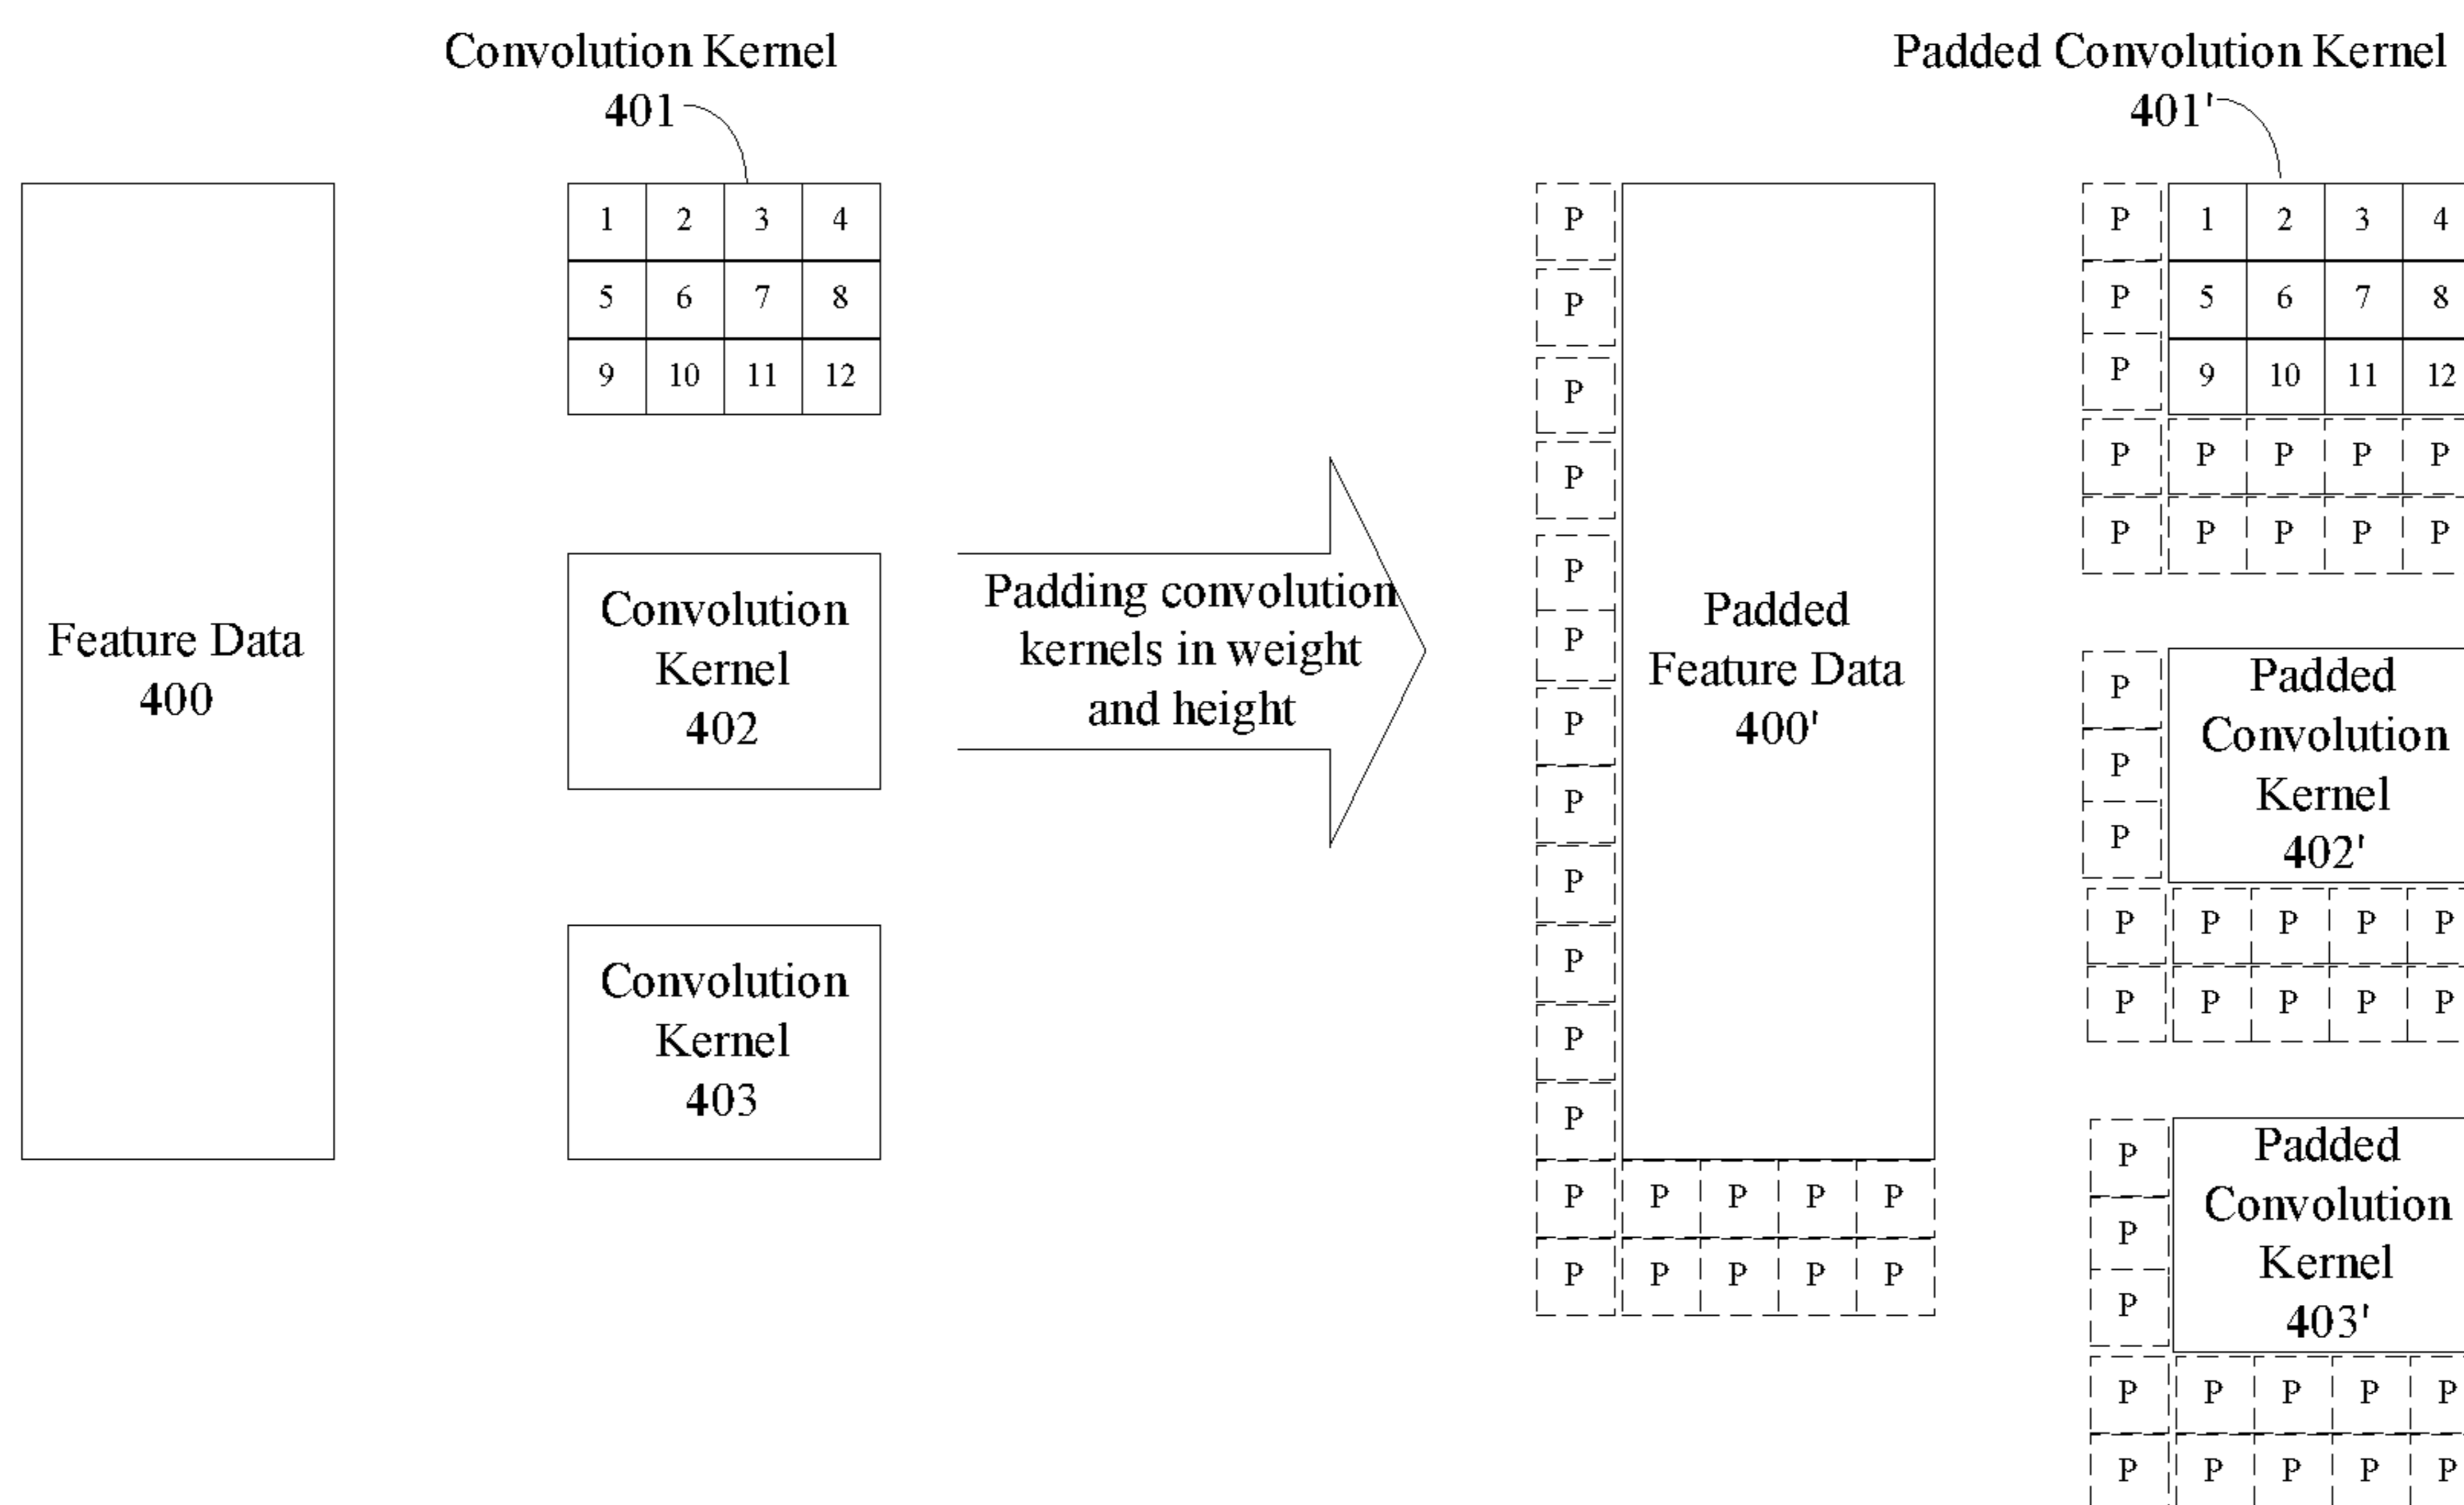 Convolution Kernel
401
1 2 3 4
5 6 7 8
9 10 11 12
Feature Data
400
Convolution
Kernel
402
Convolution
Kernel
403
Padding convolution
kernels in weight
and height
P
P
P
P
P
P
P
P
P
P
P
P
P P P P P
P P P P P
Padded
Feature Data
400'
Padded Convolution Kernel
401'
P 1 2 3 4
P 5 6 7 8
P 9 10 11 12
P P P P P
P P P P P
P
P
P
Padded
Convolution
Kernel
402'
P P P P P
P P P P P
P
P
P
Padded
Convolution
Kernel
403'
P P P P P
P P P P P